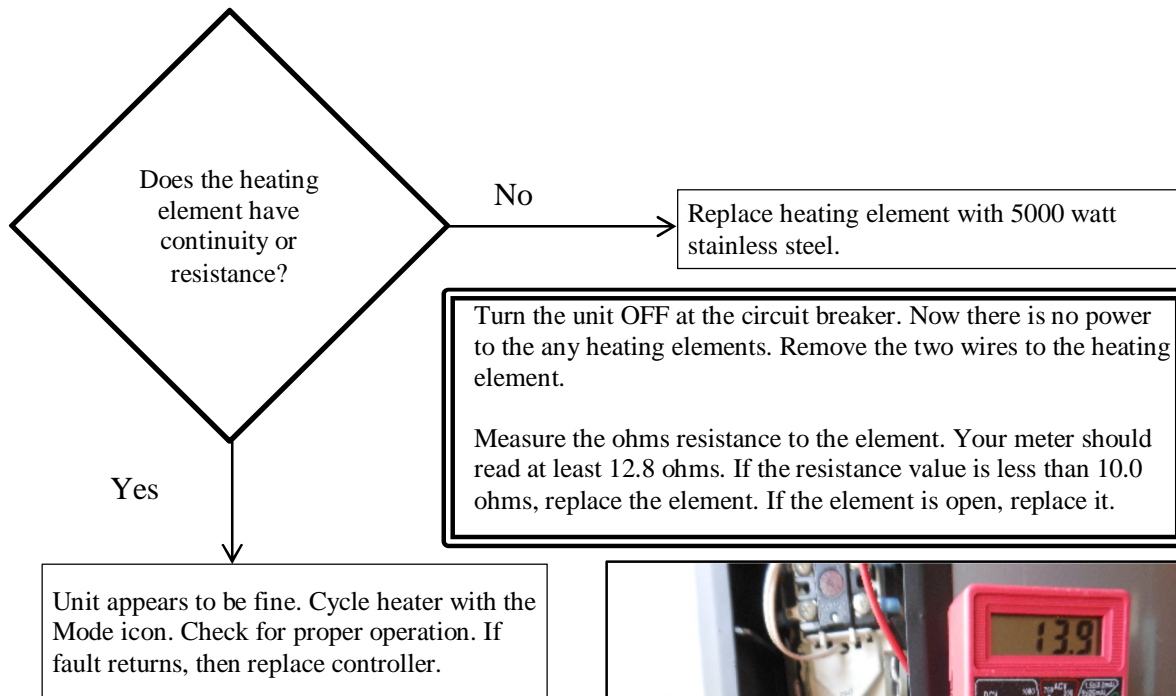 Does the heating
element have
continuity or
resistance?
No
Replace heating element with 5000 watt
stainless steel.
Turn the unit OFF at the circuit breaker. Now there is no power
to the any heating elements. Remove the two wires to the heating
element.
Measure the ohms resistance to the element. Your meter should
read at least 12.8 ohms. If the resistance value is less than 10.0
ohms, replace the element. If the element is open, replace it.
Yes
Unit appears to be fine. Cycle heater with the
Mode icon. Check for proper operation. If
fault returns, then replace controller.
13.9